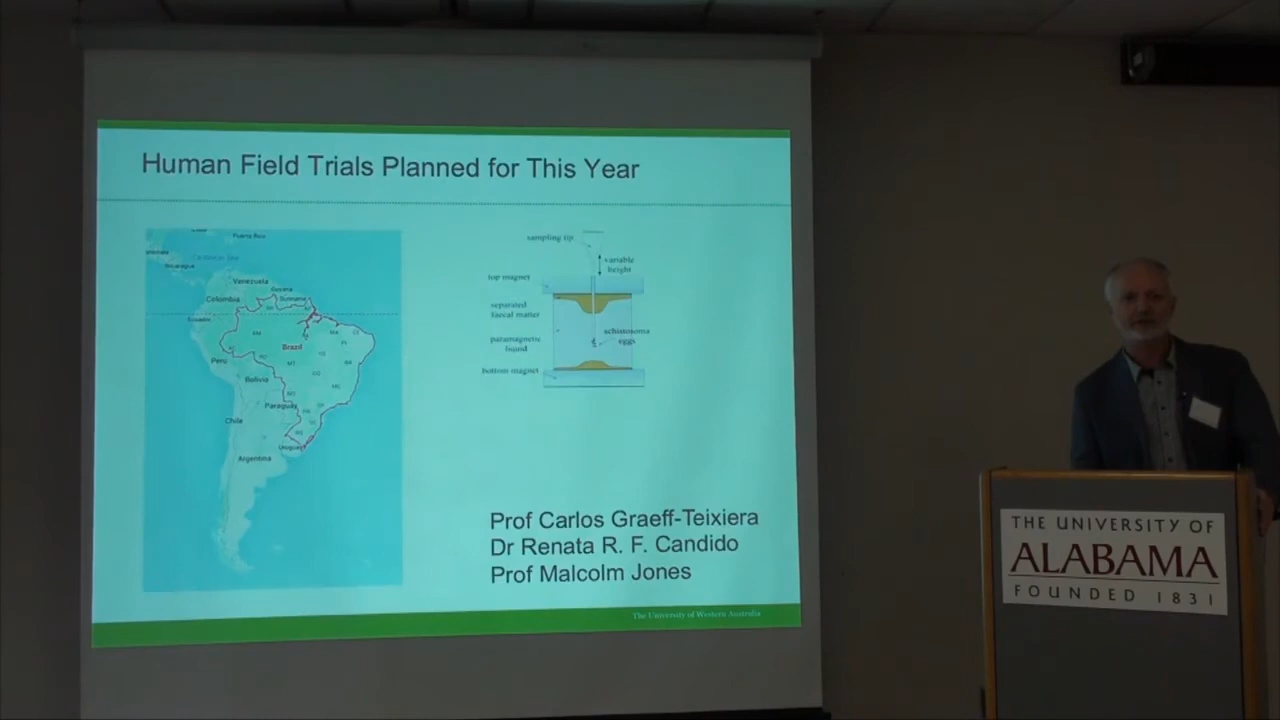 Human Field Trials Planned for This Year
Puerto Rico
Caribbean Sea
Nicaragua
Venezuela
Guyana
Suriname
Colombia
Ecuador
Brazil
Peru
Bolivia
Paraguay
Chile
Uruguay
Argentina
sampling tip
variable
height
top magnet
separated
faecal matter
schistosoma
eggs
paramagnetic
liquid
bottom magnet
Prof Carlos Graeff-Teixiera
Dr Renata R. F. Candido
Prof Malcolm Jones
The University of Western Australia
THE UNIVERSITY OF
ALABAMA
FOUNDED 1831